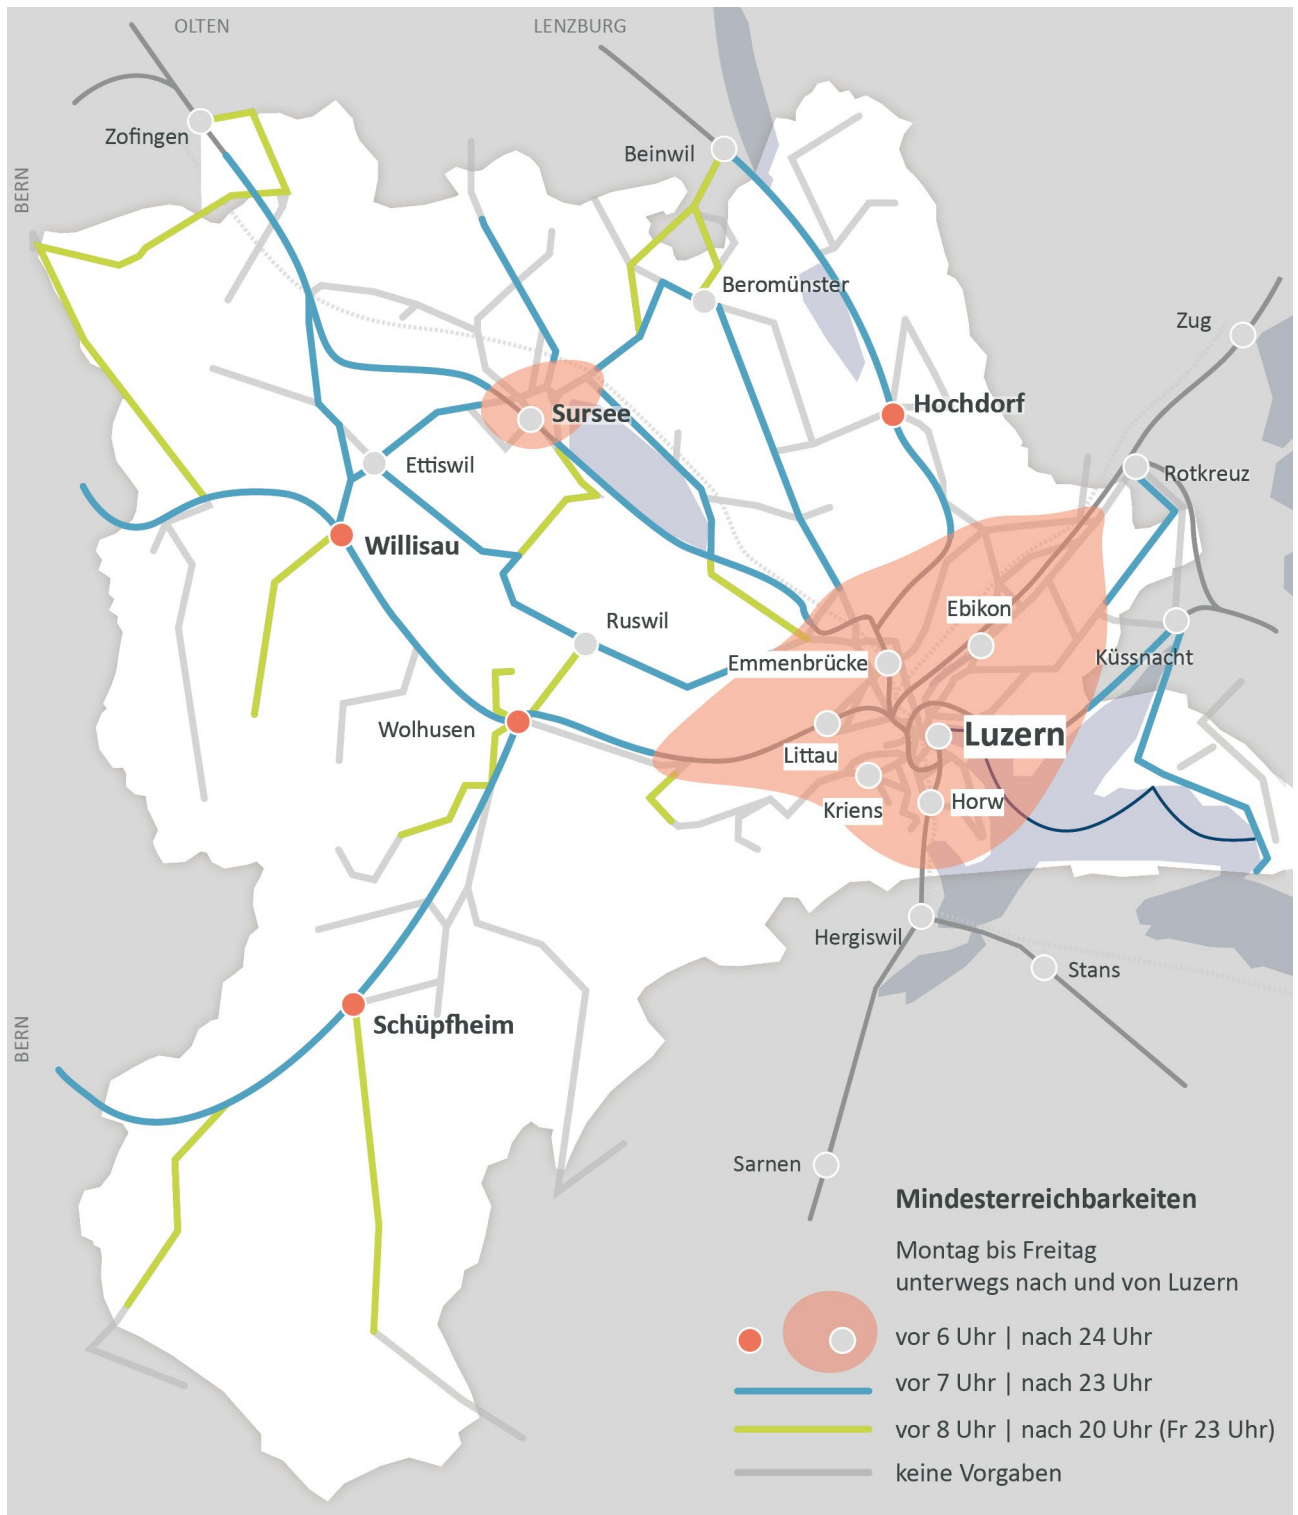 OLTEN
LENZBURG
Zofingen
Beinwil
BERN
Beromünster
Zug
Hochdorf
Sursee
Ettiswil
Rotkreuz
Willisau
Ebikon
Ruswil
Emmenbrücke
Küssnacht
Wolhusen
Luzern
Littau
Kriens
Horw
Hergiswil
Stans
Schüpfheim
BERN
Sarnen
Mindesterreichbarkeiten
Montag bis Freitag
unterwegs nach und von Luzern
vor 6 Uhr | nach 24 Uhr
vor 7 Uhr | nach 23 Uhr
vor 8 Uhr | nach 20 Uhr (Fr 23 Uhr)
keine Vorgaben